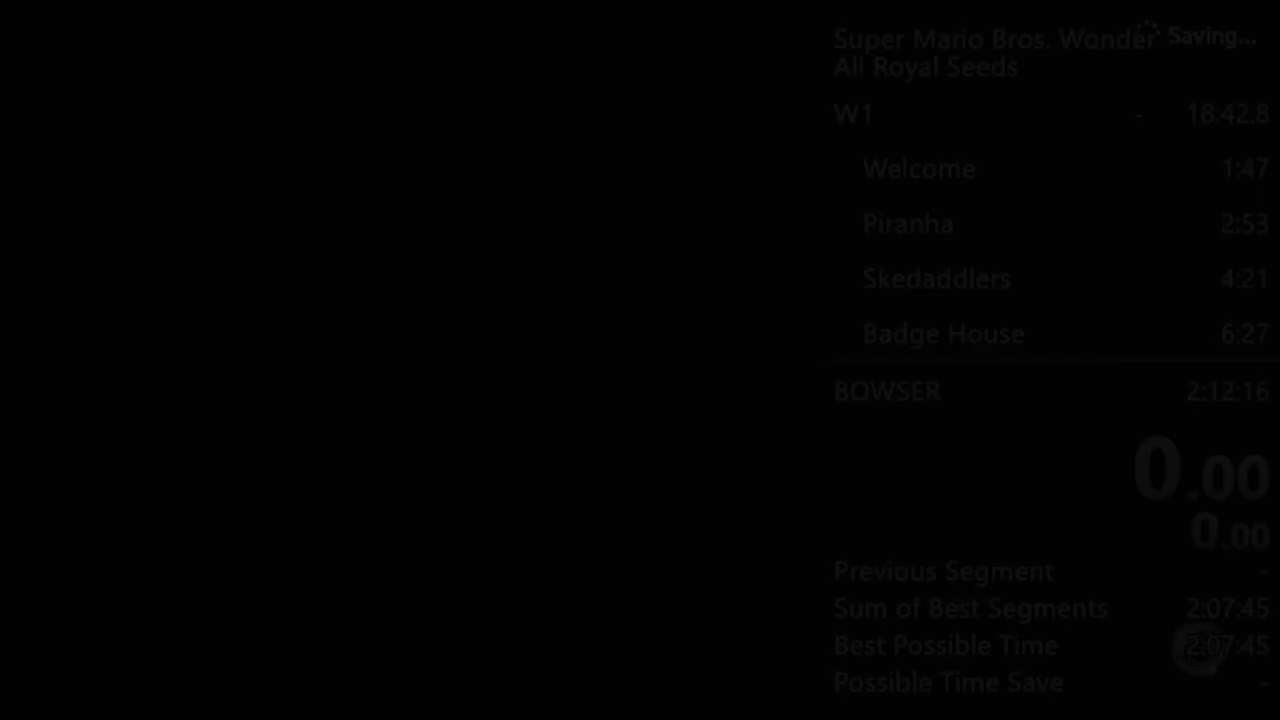 Super Mario Bros. Wonder Saving...
All Royal Seeds
W1 - 18:42.8
Welcome 1:47
Piranha 2:53
Skedaddlers 4:21
Badge House 6:27
BOWSER 2:12:16
0.00
0.00
Previous Segment -
Sum of Best Segments 2:07:45
Best Possible Time 2:07:45
Possible Time Save -